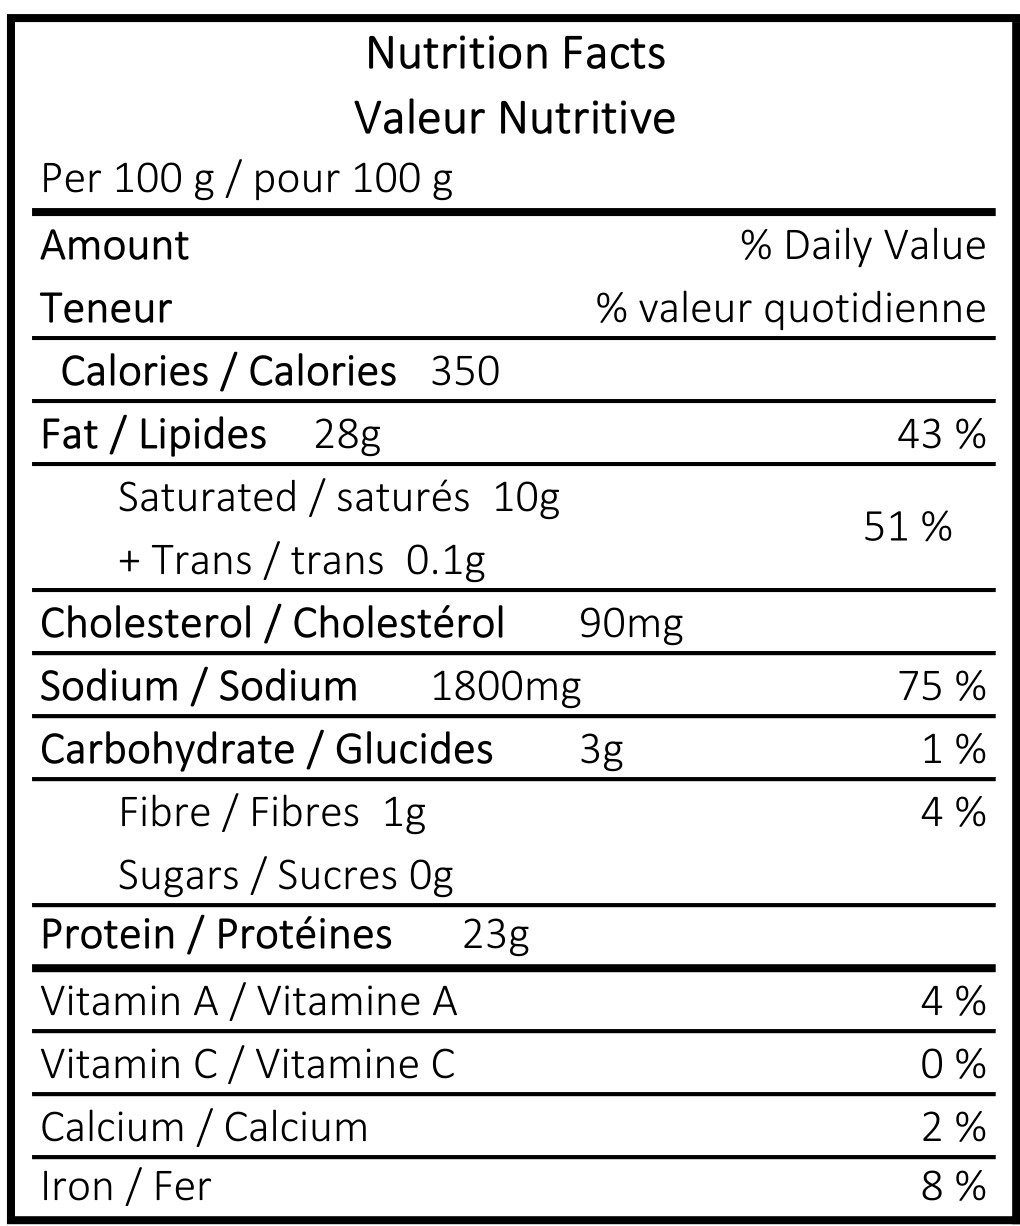 Nutrition Facts
Valeur Nutritive
Per 100 g / pour 100 g
Amount % Daily Value
Teneur % valeur quotidienne
Calories / Calories 350
Fat / Lipides 28g 43 %
Saturated / saturés 10g
51 %
+ Trans / trans 0.1g
Cholesterol / Cholestérol 90mg
Sodium / Sodium 1800mg 75 %
Carbohydrate / Glucides 3g 1 %
Fibre / Fibres 1g 4 %
Sugars / Sucres 0g
Protein / Protéines 23g
Vitamin A / Vitamine A 4 %
Vitamin C / Vitamine C 0 %
Calcium / Calcium 2 %
Iron / Fer 8 %